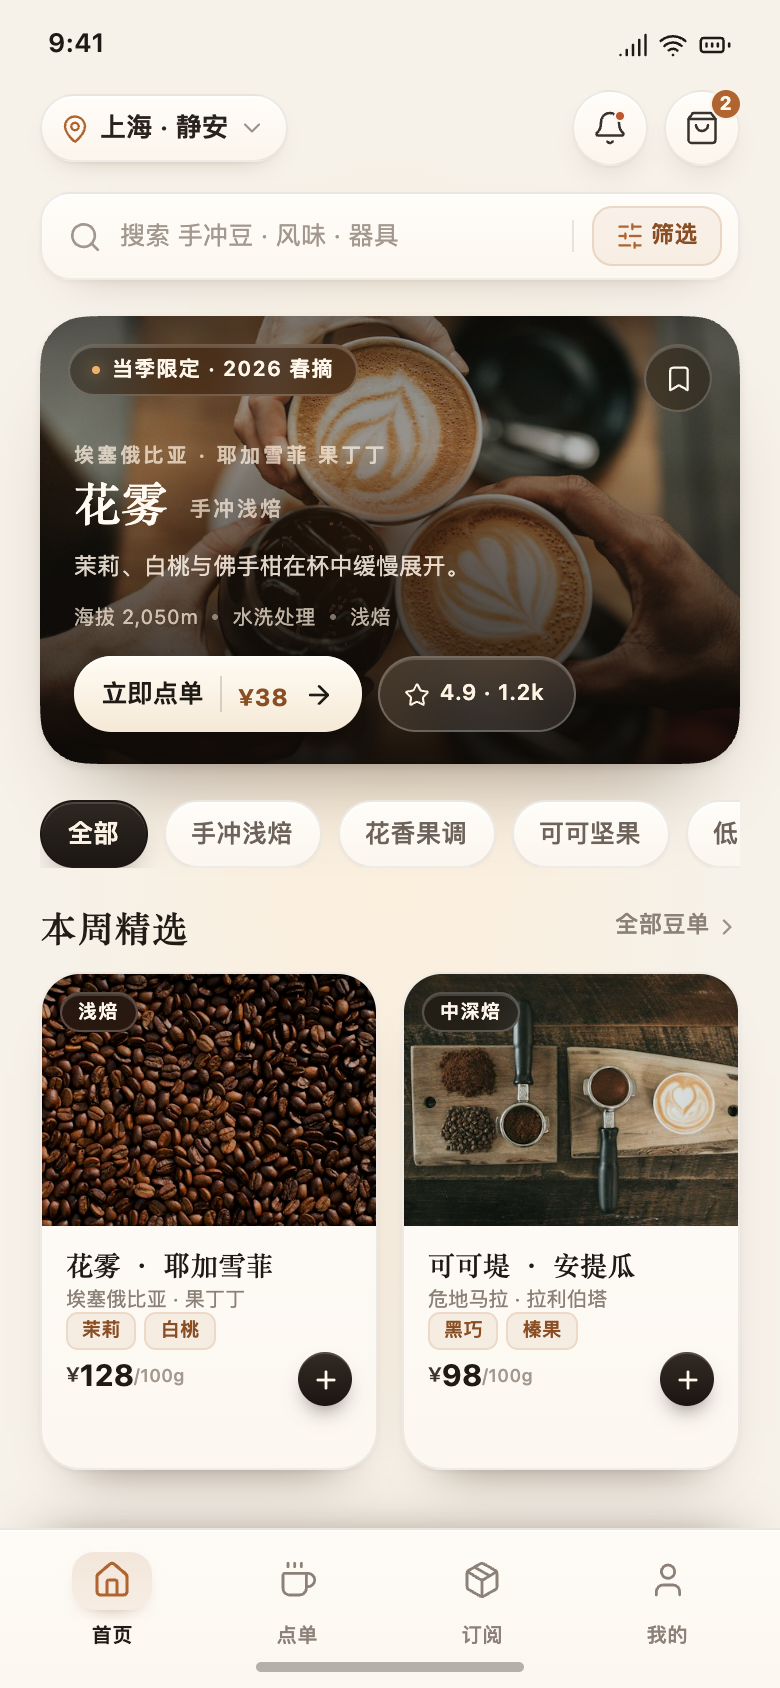 9:41
上海 · 静安
2
搜索 手冲豆 · 风味 · 器具
筛选
当季限定 · 2026 春摘
埃塞俄比亚 · 耶加雪菲 果丁丁
花雾 手冲浅焙
茉莉、白桃与佛手柑在杯中缓慢展开。
海拔 2,050m • 水洗处理 • 浅焙
立即点单 ¥38 → 4.9 · 1.2k
全部 手冲浅焙 花香果调 可可坚果 低
本周精选 全部豆单
浅焙
中深焙
花雾 · 耶加雪菲
埃塞俄比亚 · 果丁丁
茉莉 白桃
¥128/100g
可可堤 · 安提瓜
危地马拉 · 拉利伯塔
黑巧 榛果
¥98/100g
首页 点单 订阅 我的